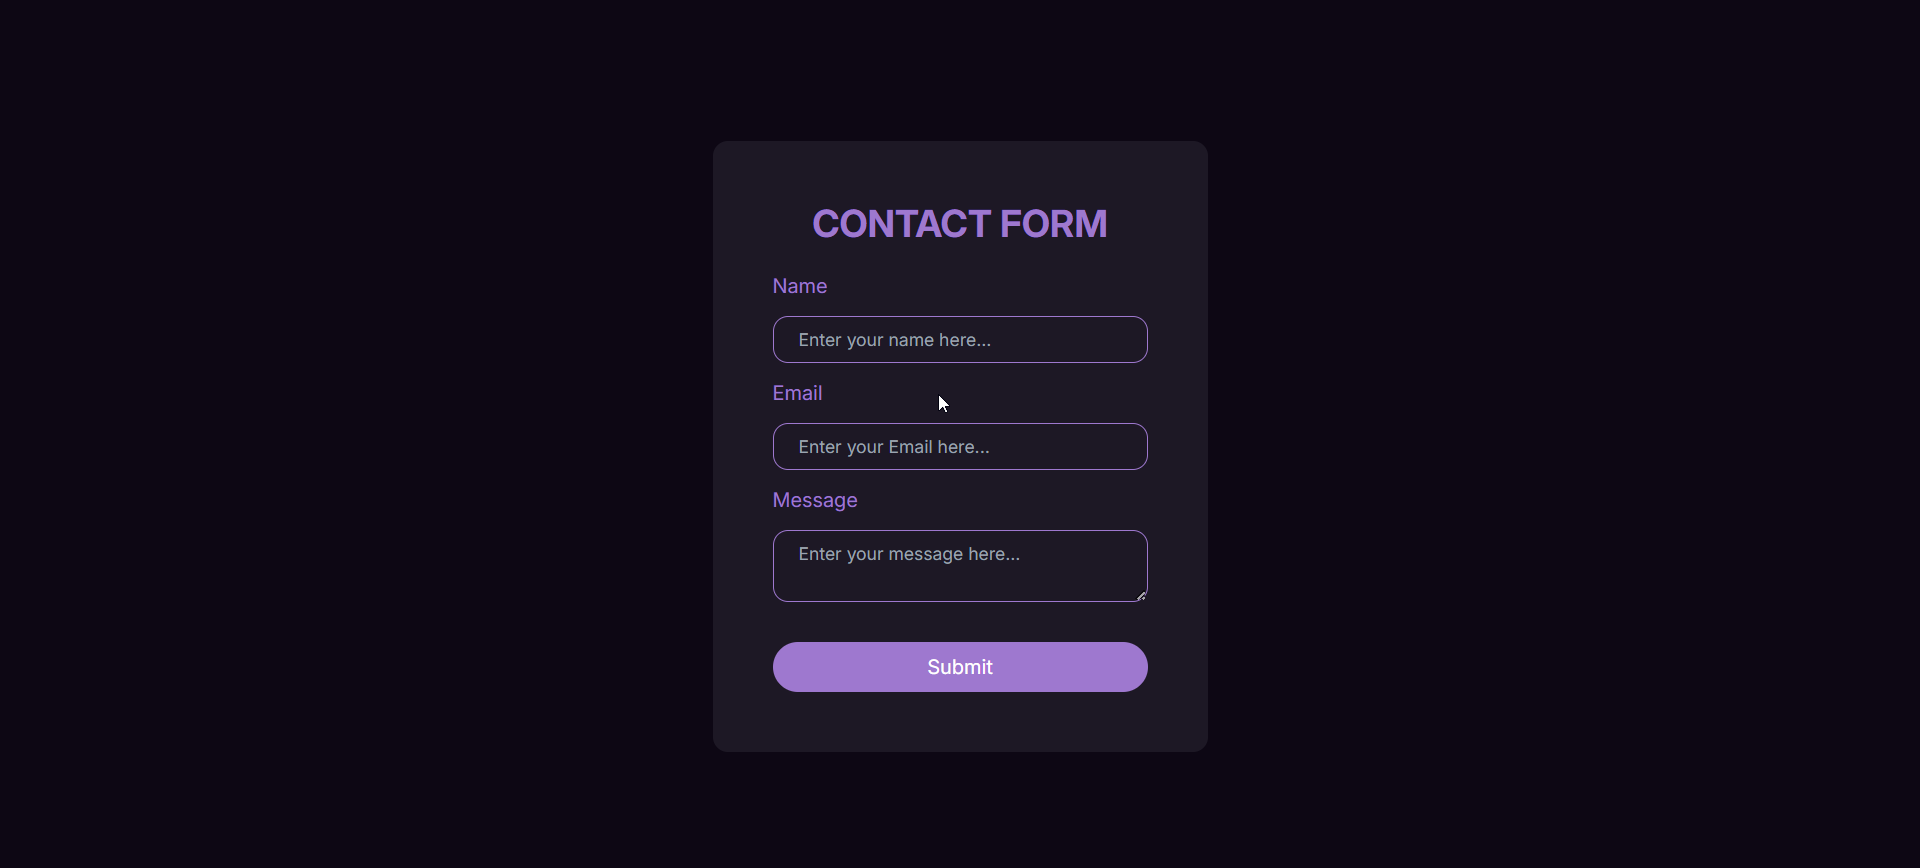 CONTACT FORM
Name
Enter your name here...
Email
Enter your Email here...
Message
Enter your message here...
Submit